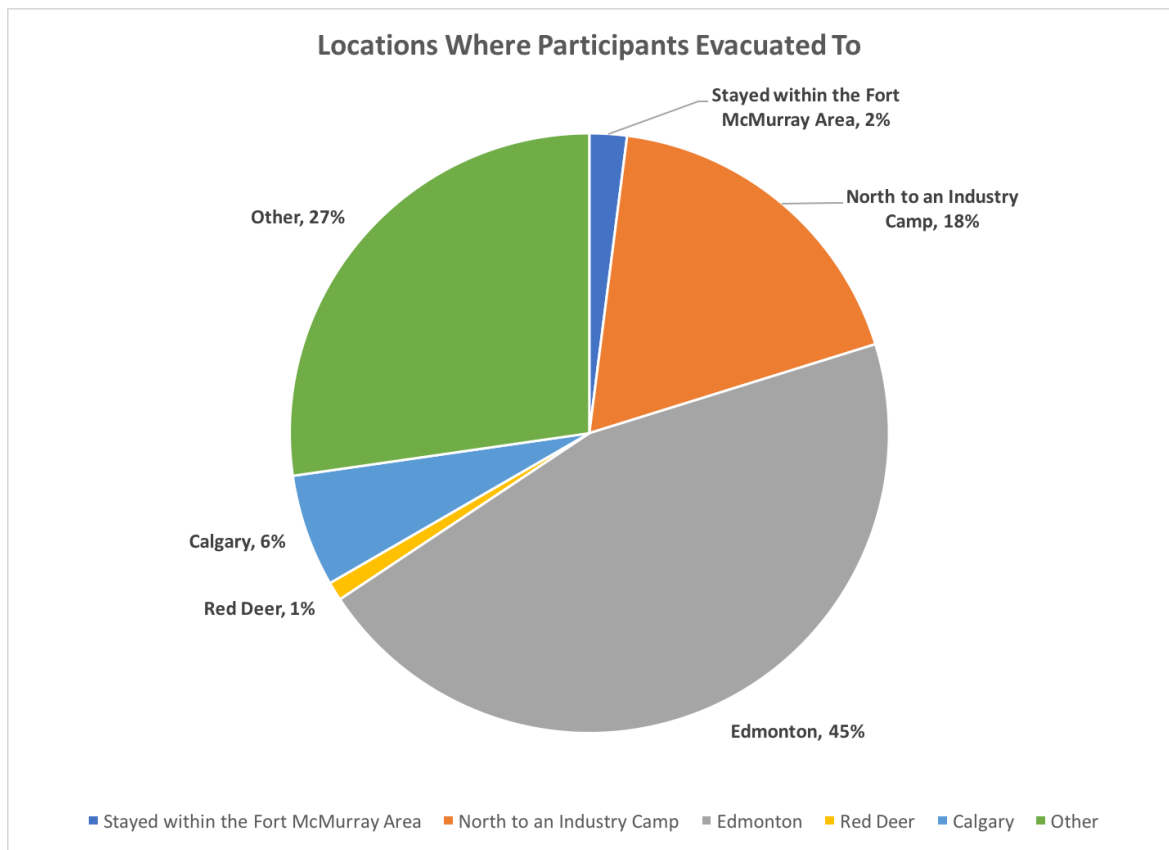 Locations Where Participants Evacuated To
Stayed within the Fort
McMurray Area, 2%
North to an Industry
Camp, 18%
Other, 27%
Calgary, 6%
Red Deer, 1%
Edmonton, 45%
Stayed within the Fort McMurray Area North to an Industry Camp Edmonton Red Deer Calgary Other